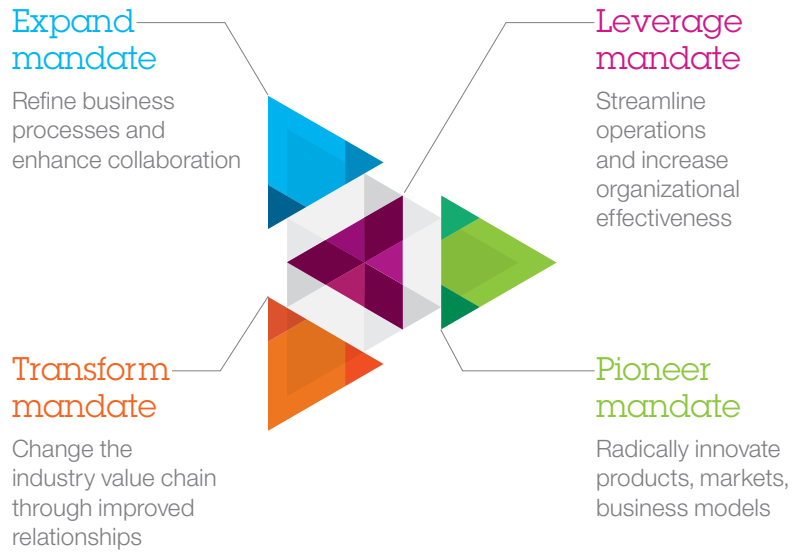 Expand
mandate
Refine business
processes and
enhance collaboration
Leverage
mandate
Streamline
operations
and increase
organizational
effectiveness
Transform
mandate
Change the
industry value chain
through improved
relationships
Pioneer
mandate
Radically innovate
products, markets,
business models